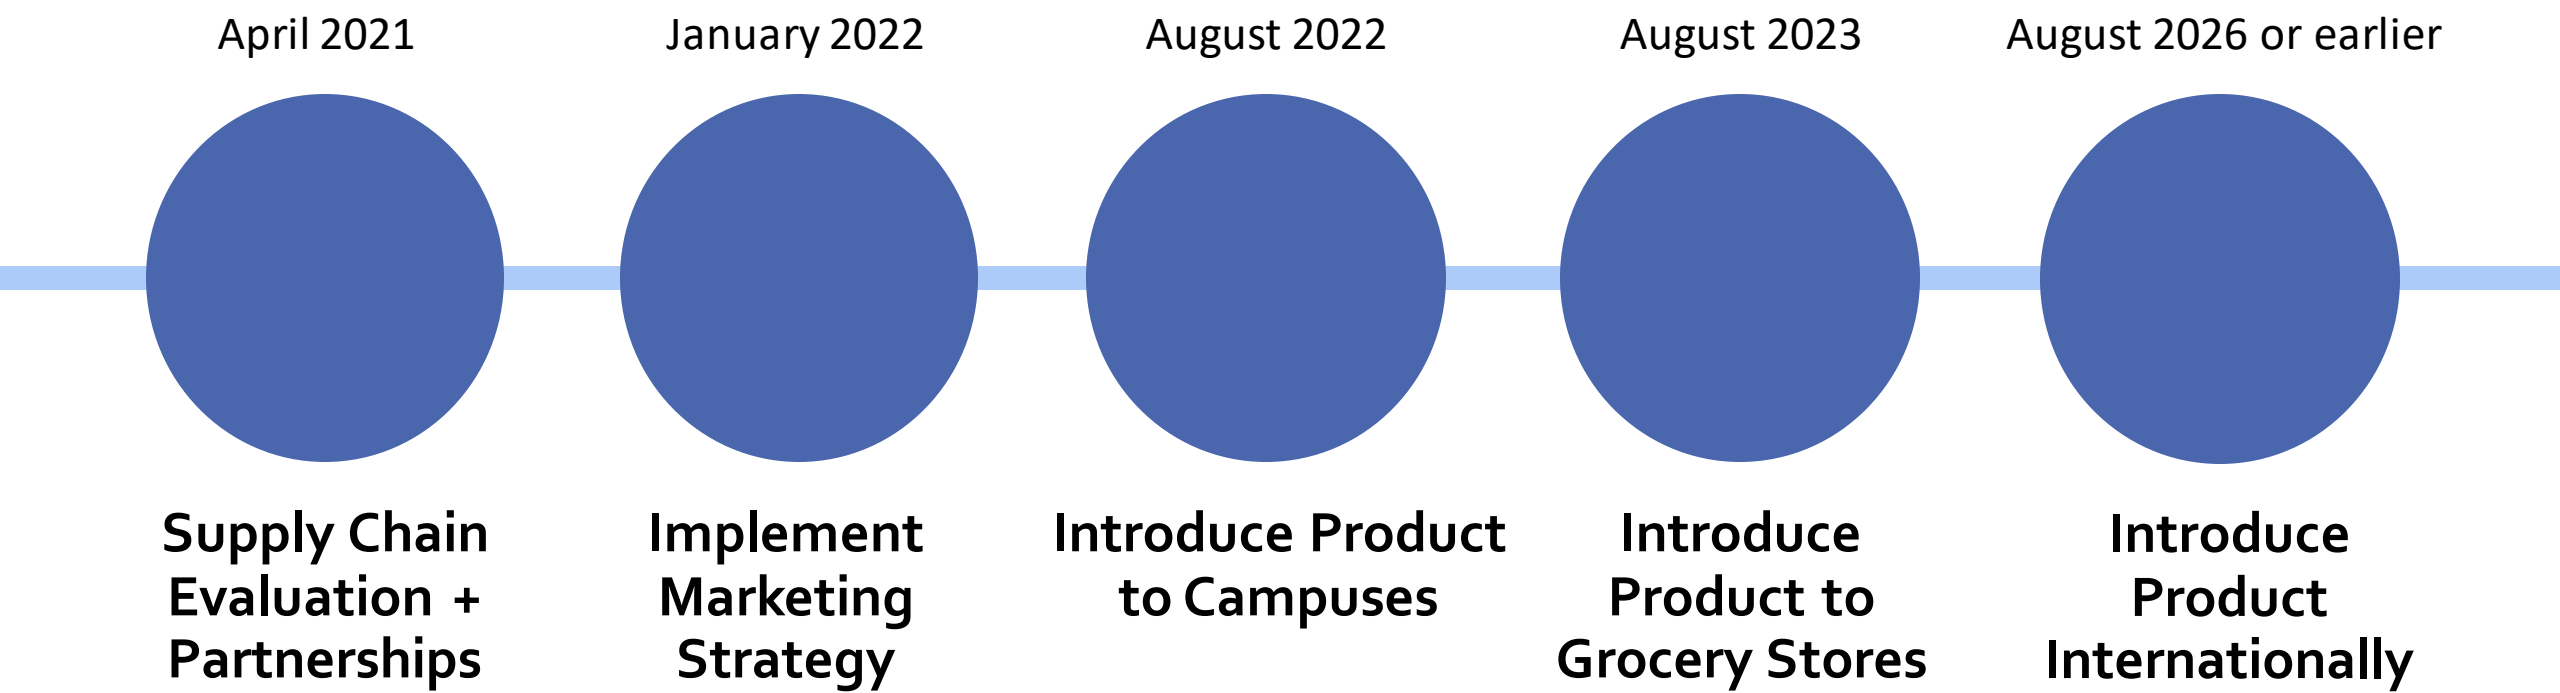 April 2021
January 2022
August 2022
August 2023
August 2026 or earlier
Supply Chain
Evaluation +
Partnerships
Implement
Marketing
Strategy
Introduce Product
to Campuses
Introduce
Product to
Grocery Stores
Introduce
Product
Internationally